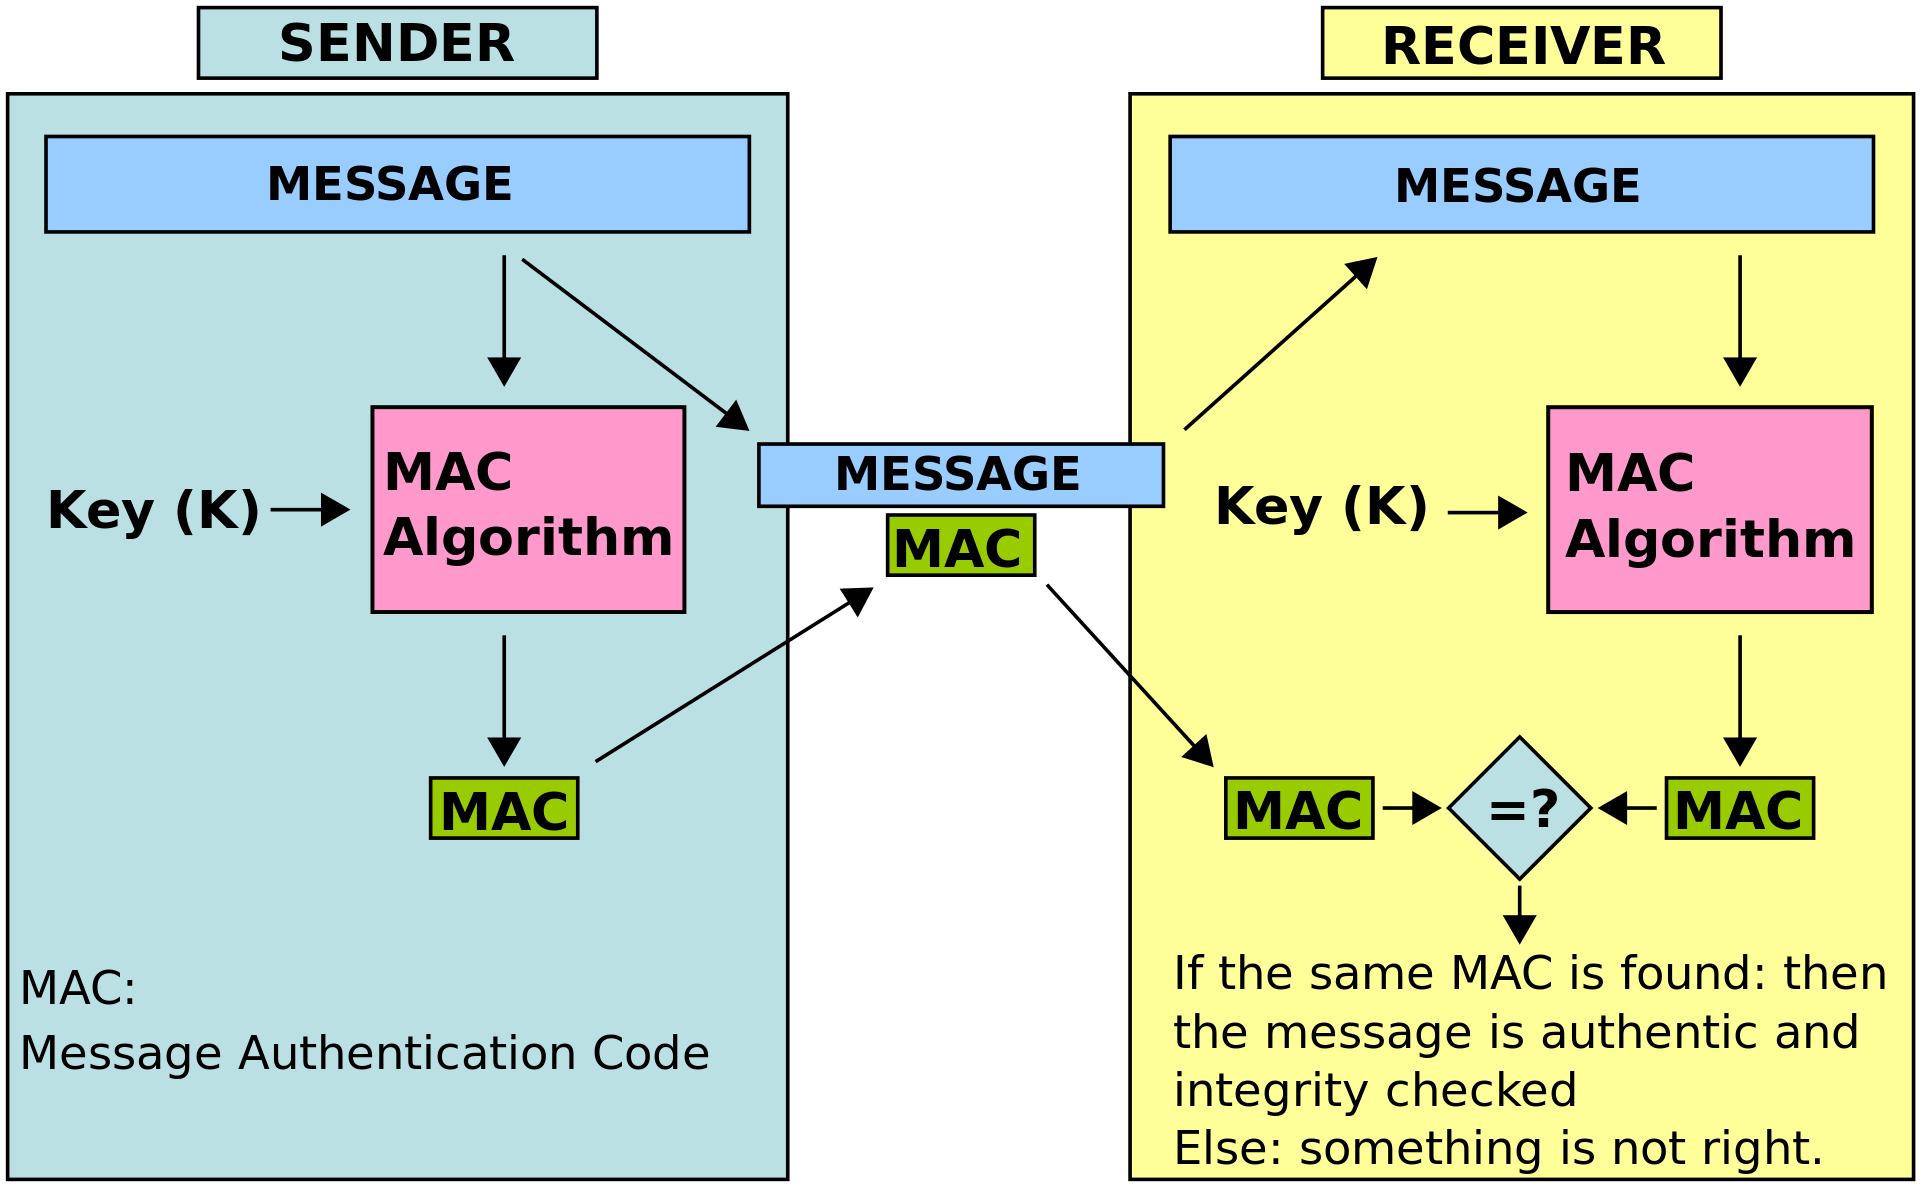 SENDER
MESSAGE
Key (K)
MAC
Algorithm
MAC
MAC:
Message Authentication Code
MESSAGE
MAC
RECEIVER
MESSAGE
Key (K)
MAC
Algorithm
MAC
=?
MAC
If the same MAC is found: then
the message is authentic and
integrity checked
Else: something is not right.